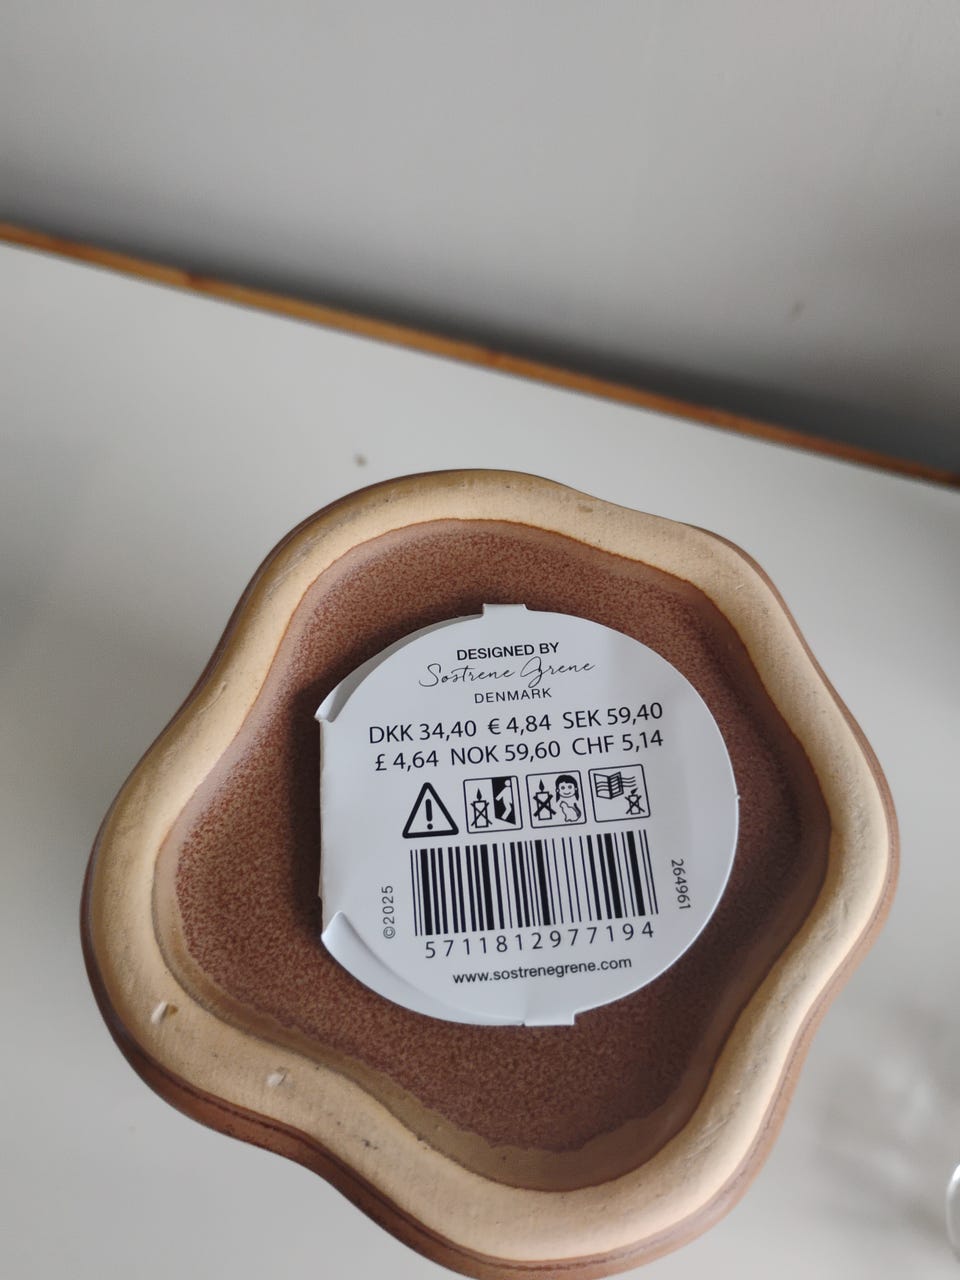 DESIGNED BY
Søstrene Grene
DENMARK
DKK 34,40 € 4,84 SEK 59,40
£ 4,64 NOK 59,60 CHF 5,14
©2025
264961
5711812977194
www.sostrenegrene.com